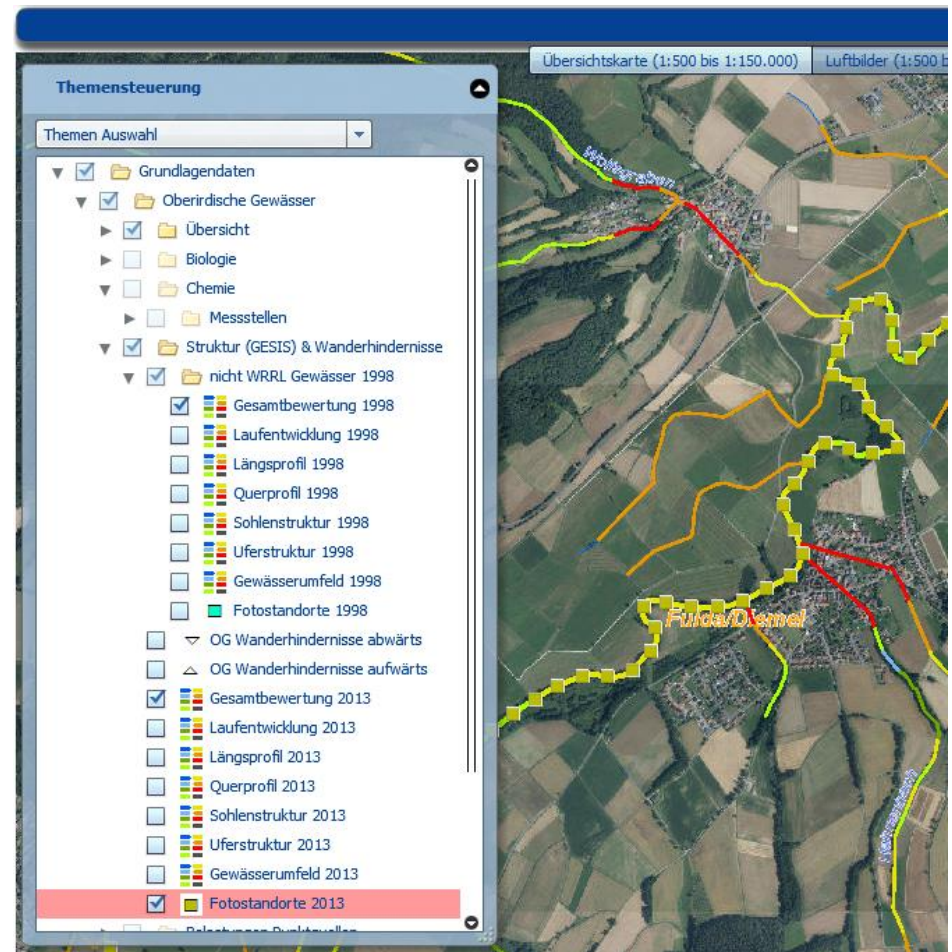 Übersichtskarte (1:500 bis 1:150.000)
Luftbilder (1:500 b
Themensteuerung
Themen Auswahl
Grundlagendaten
Oberirdische Gewässer
Übersicht
Biologie
Chemie
Messstellen
Struktur (GESIS) & Wanderhindernisse
nicht WRRL Gewässer 1998
Gesamtbewertung 1998
Laufentwicklung 1998
Längsprofil 1998
Querprofil 1998
Sohlenstruktur 1998
Uferstruktur 1998
Gewässerumfeld 1998
Fotostandorte 1998
OG Wanderhindernisse abwärts
OG Wanderhindernisse aufwärts
Gesamtbewertung 2013
Laufentwicklung 2013
Längsprofil 2013
Querprofil 2013
Sohlenstruktur 2013
Uferstruktur 2013
Gewässerumfeld 2013
Fotostandorte 2013
Belastungen Punktquellen
Fulda/Diemel